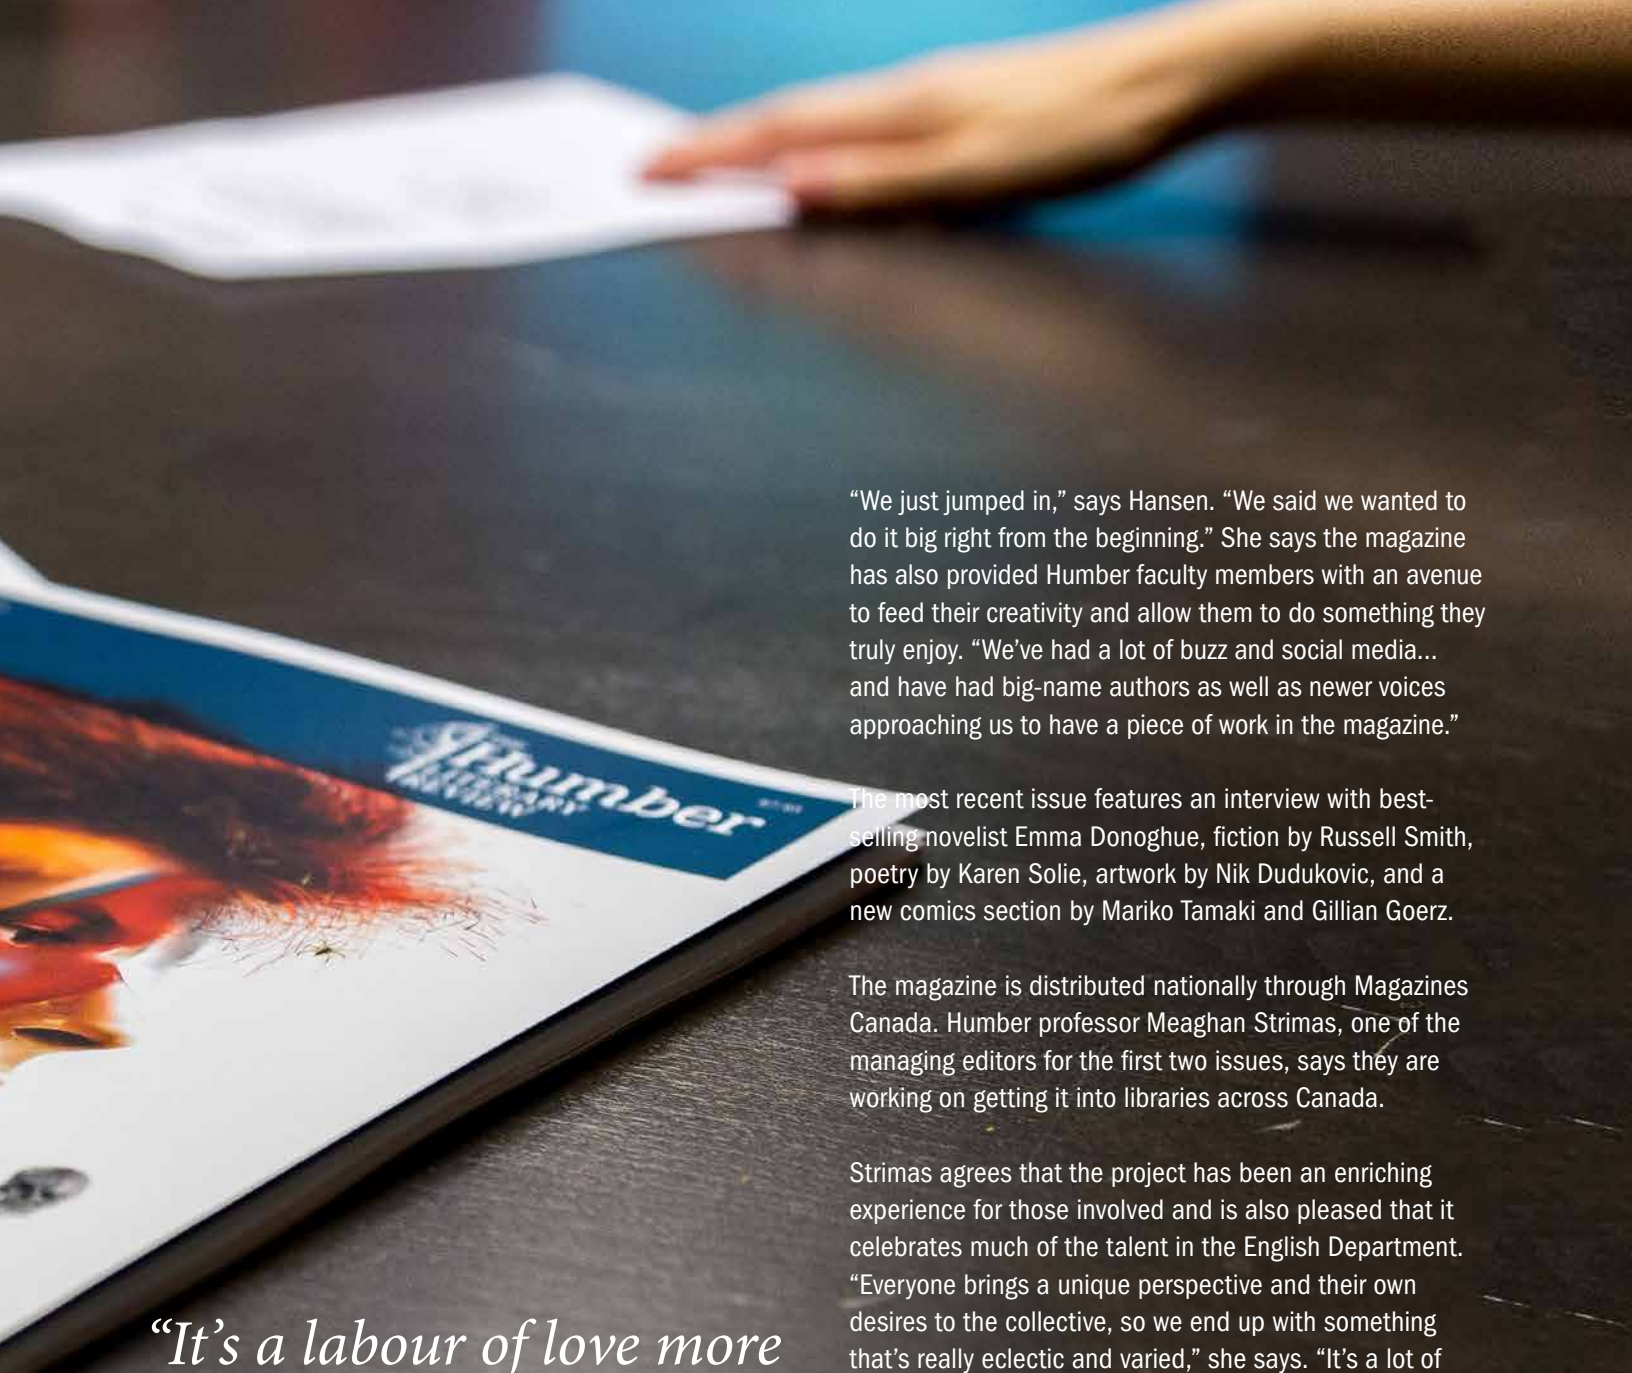 “We just jumped in,” says Hansen. “We said we wanted to
do it big right from the beginning.” She says the magazine
has also provided Humber faculty members with an avenue
to feed their creativity and allow them to do something they
truly enjoy. “We’ve had a lot of buzz and social media...
and have had big-name authors as well as newer voices
approaching us to have a piece of work in the magazine.”
The most recent issue features an interview with best-
selling novelist Emma Donoghue, fiction by Russell Smith,
poetry by Karen Solie, artwork by Nik Dudukovic, and a
new comics section by Mariko Tamaki and Gillian Goerz.
The magazine is distributed nationally through Magazines
Canada. Humber professor Meaghan Strimas, one of the
managing editors for the first two issues, says they are
working on getting it into libraries across Canada.
Strimas agrees that the project has been an enriching
experience for those involved and is also pleased that it
celebrates much of the talent in the English Department.
“Everyone brings a unique perspective and their own
desires to the collective, so we end up with something
that’s really eclectic and varied,” she says. “It’s a lot of
“It’s a labour of love more
Humber
LITERARY
REVIEW